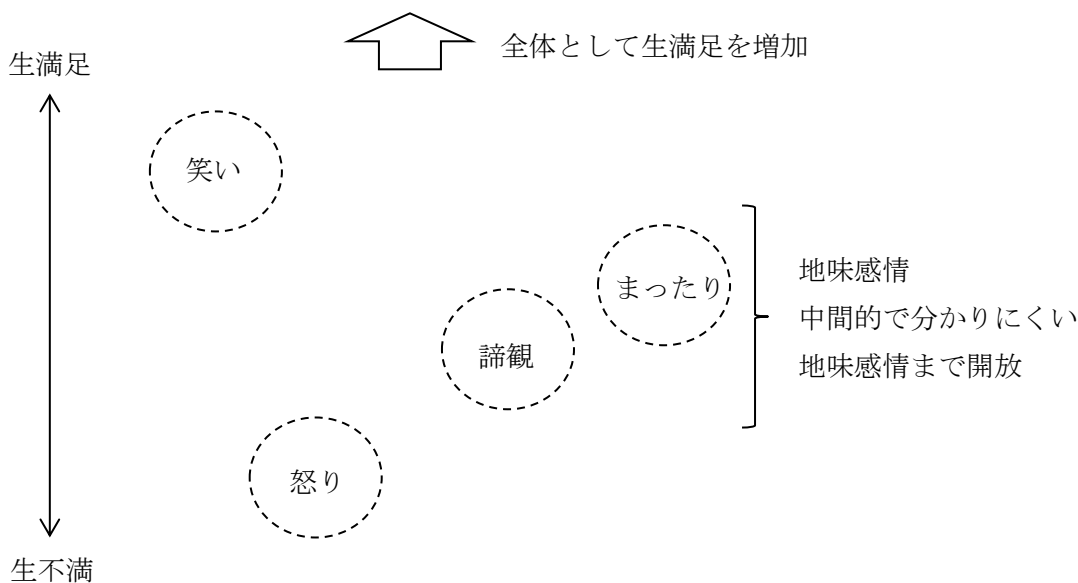 全体として生満足を増加
生満足
笑い
まったり
地味感情
中間的で分かりにくい
地味感情まで開放
諦観
怒り
生不満